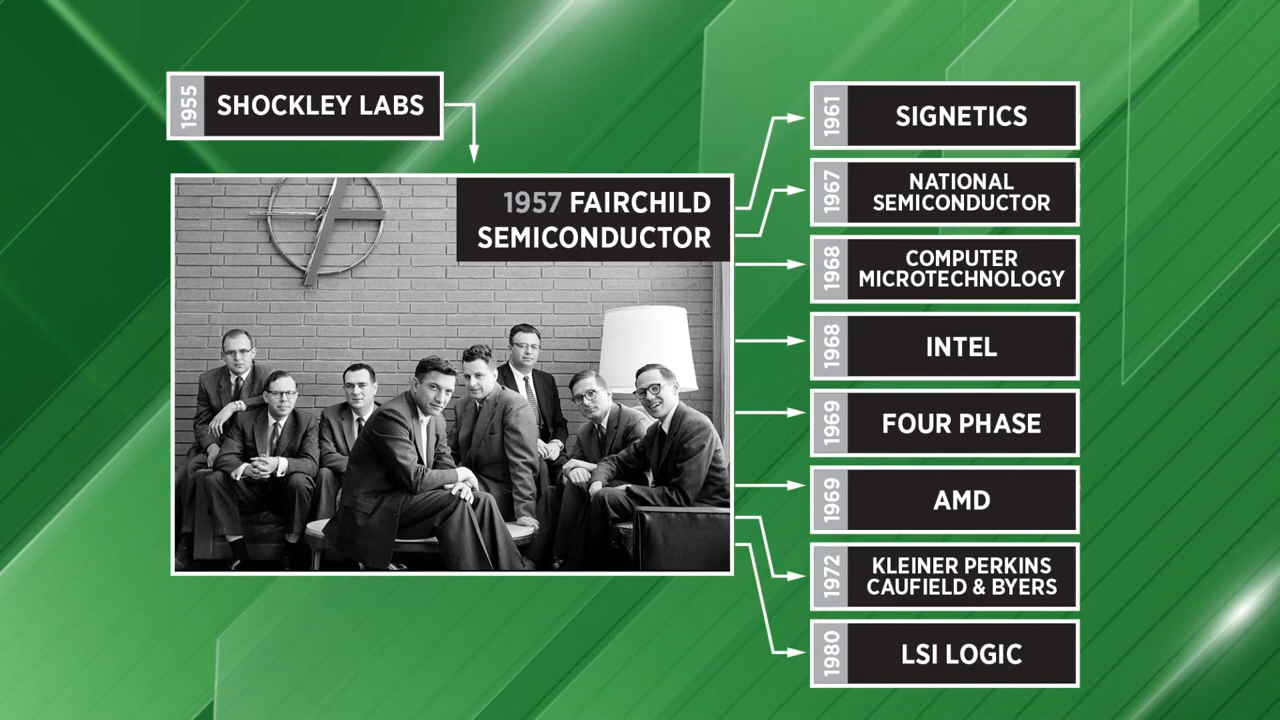 1955 SHOCKLEY LABS
1957 FAIRCHILD
SEMICONDUCTOR
1961 SIGNETICS
1967 NATIONAL
SEMICONDUCTOR
1968 COMPUTER
MICROTECHNOLOGY
1968 INTEL
1969 FOUR PHASE
1969 AMD
1972 KLEINER PERKINS
CAUFIELD & BYERS
1980 LSI LOGIC